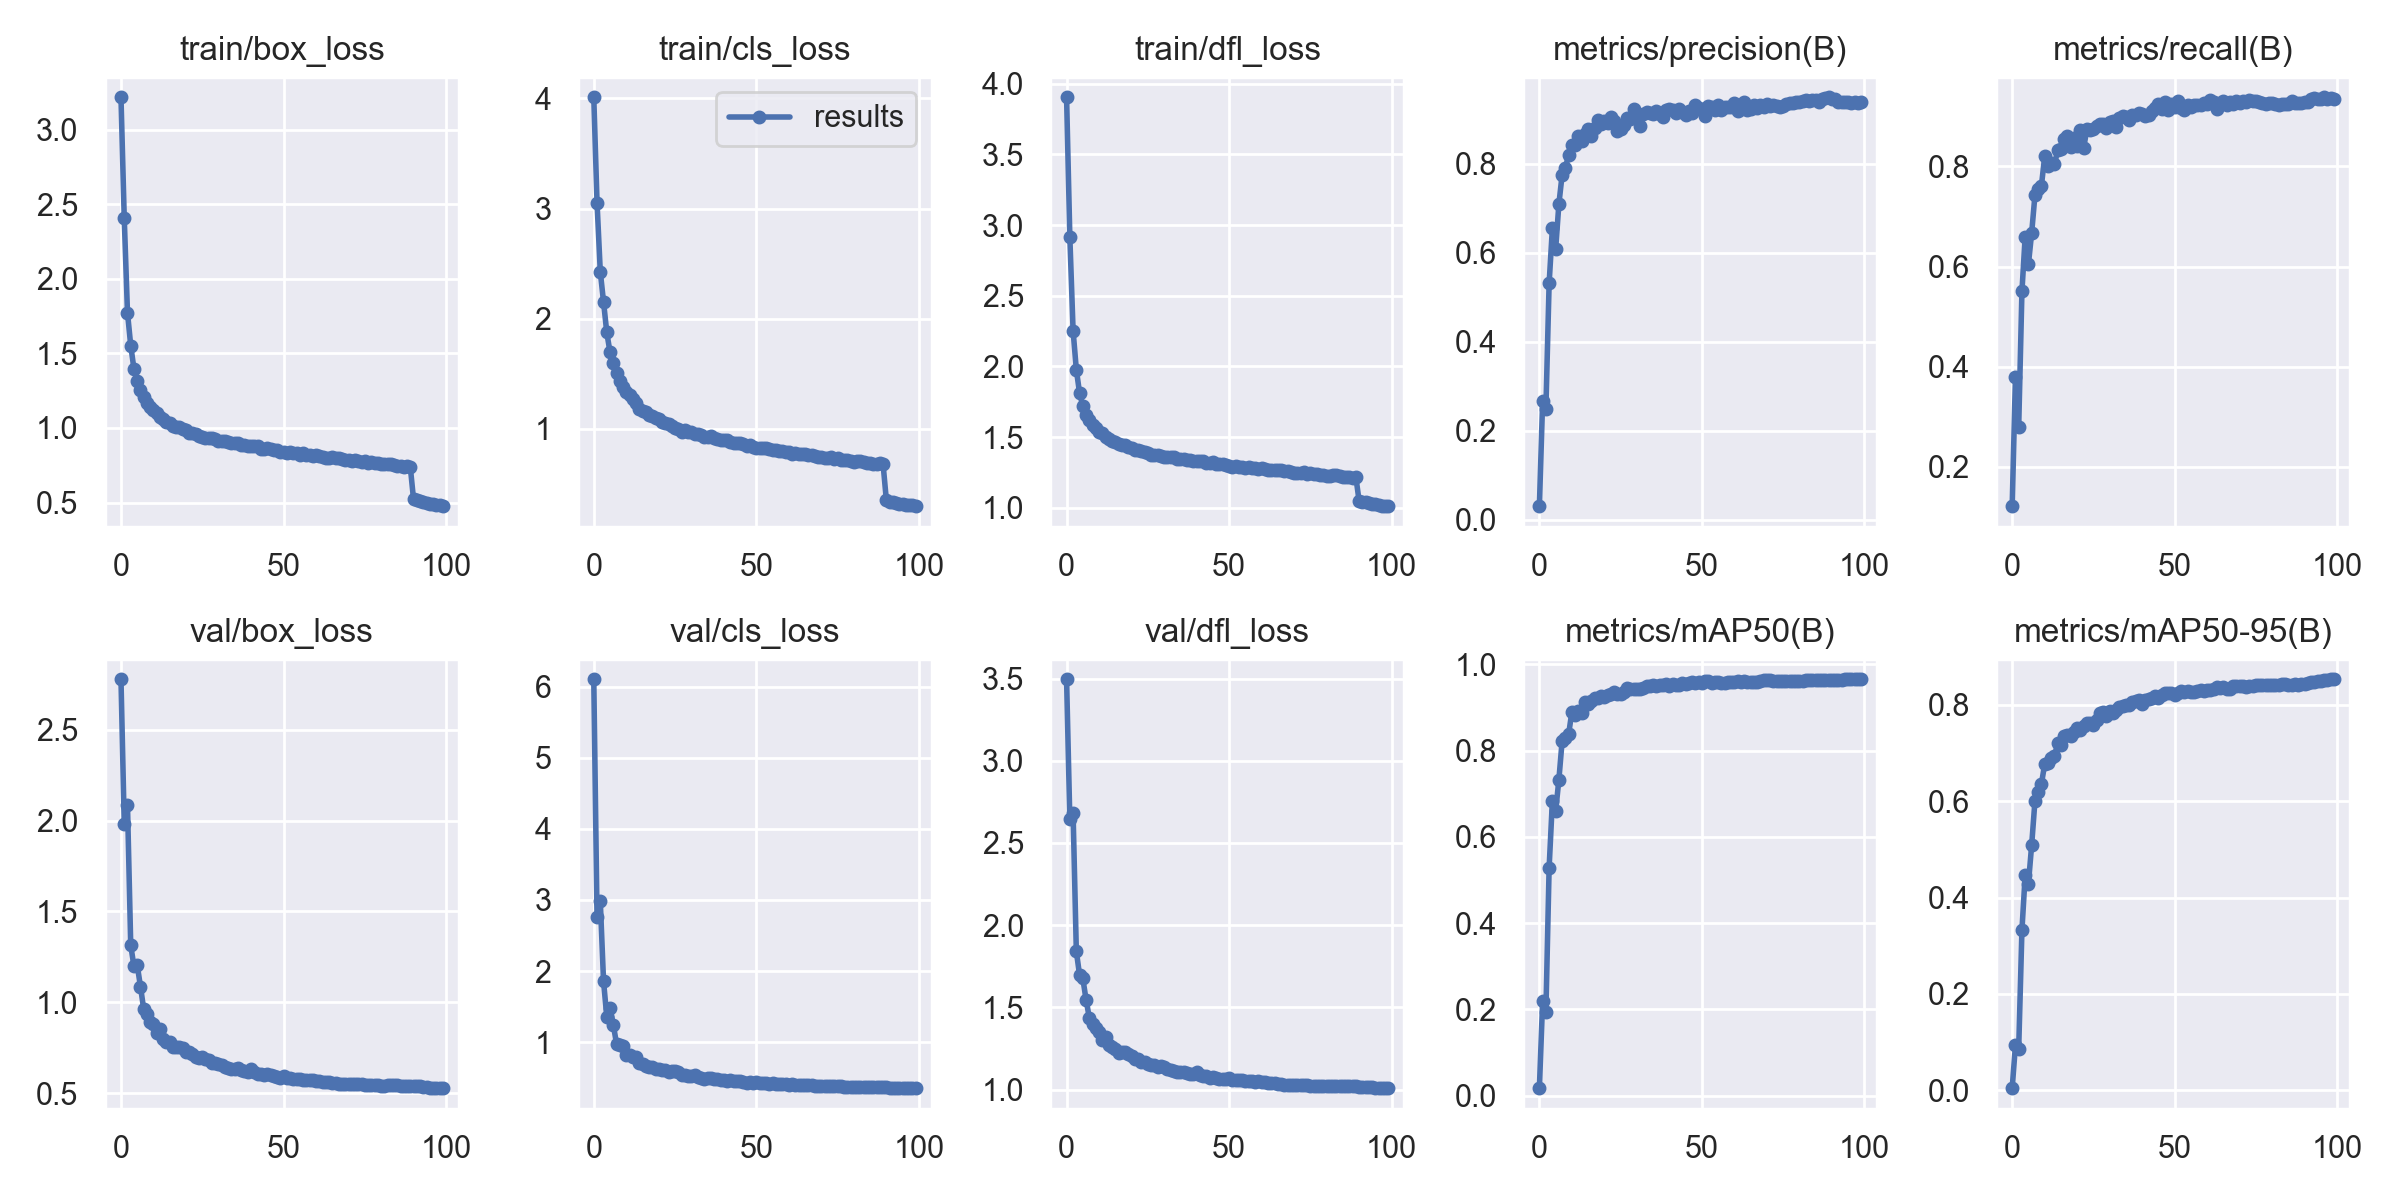 train/box_loss
3.0
2.5
2.0
1.5
1.0
0.5
0 50 100
train/cls_loss
results
4
3
2
1
0 50 100
train/dfl_loss
4.0
3.5
3.0
2.5
2.0
1.5
1.0
0 50 100
metrics/precision(B)
0.8
0.6
0.4
0.2
0.0
0 50 100
metrics/recall(B)
0.8
0.6
0.4
0.2
0 50 100
val/box_loss
2.5
2.0
1.5
1.0
0.5
0 50 100
val/cls_loss
6
5
4
3
2
1
0 50 100
val/dfl_loss
3.5
3.0
2.5
2.0
1.5
1.0
0 50 100
metrics/mAP50(B)
1.0
0.8
0.6
0.4
0.2
0.0
0 50 100
metrics/mAP50-95(B)
0.8
0.6
0.4
0.2
0.0
0 50 100